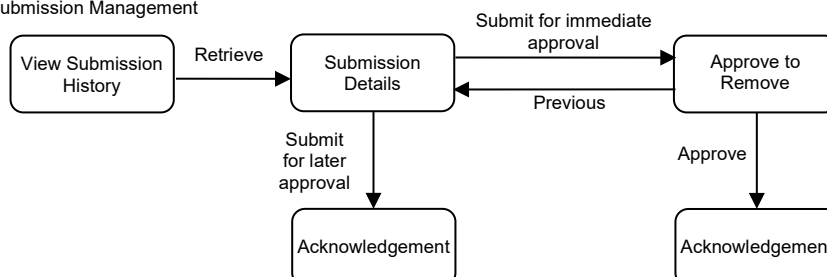 ubmission Management
View Submission
History
Retrieve
Submission
Details
Submit for immediate
approval
Previous
Approve to
Remove
Submit
for later
approval
Approve
Acknowledgement
Acknowledgemen